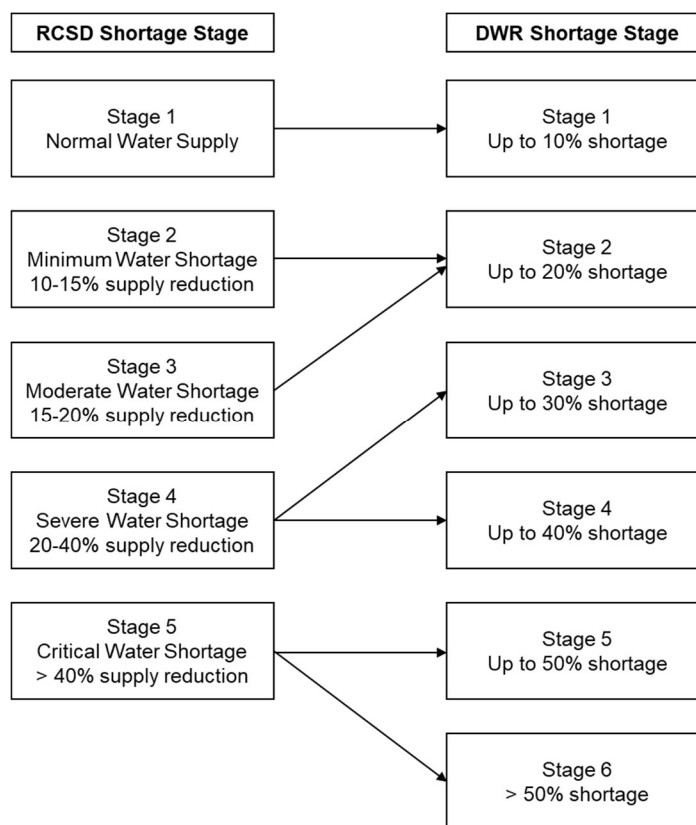 RCSD Shortage Stage
DWR Shortage Stage
Stage 1
Normal Water Supply
Stage 1
Up to 10% shortage
Stage 2
Minimum Water Shortage
10-15% supply reduction
Stage 2
Up to 20% shortage
Stage 3
Moderate Water Shortage
15-20% supply reduction
Stage 3
Up to 30% shortage
Stage 4
Severe Water Shortage
20-40% supply reduction
Stage 4
Up to 40% shortage
Stage 5
Critical Water Shortage
> 40% supply reduction
Stage 5
Up to 50% shortage
Stage 6
> 50% shortage